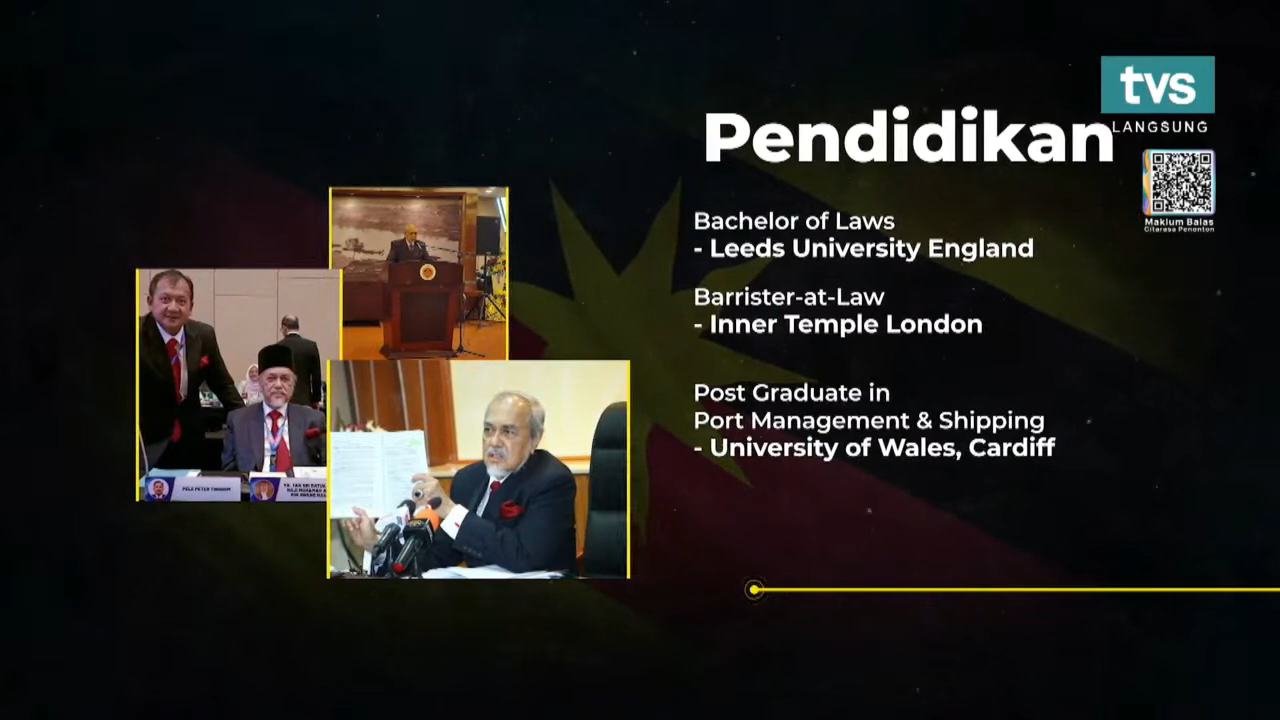 tvs
LANGSUNG
Maklum Balas
Citarasa Penonton
Pendidikan
Bachelor of Laws
- Leeds University England
Barrister-at-Law
- Inner Temple London
Post Graduate in
Port Management & Shipping
- University of Wales, Cardiff